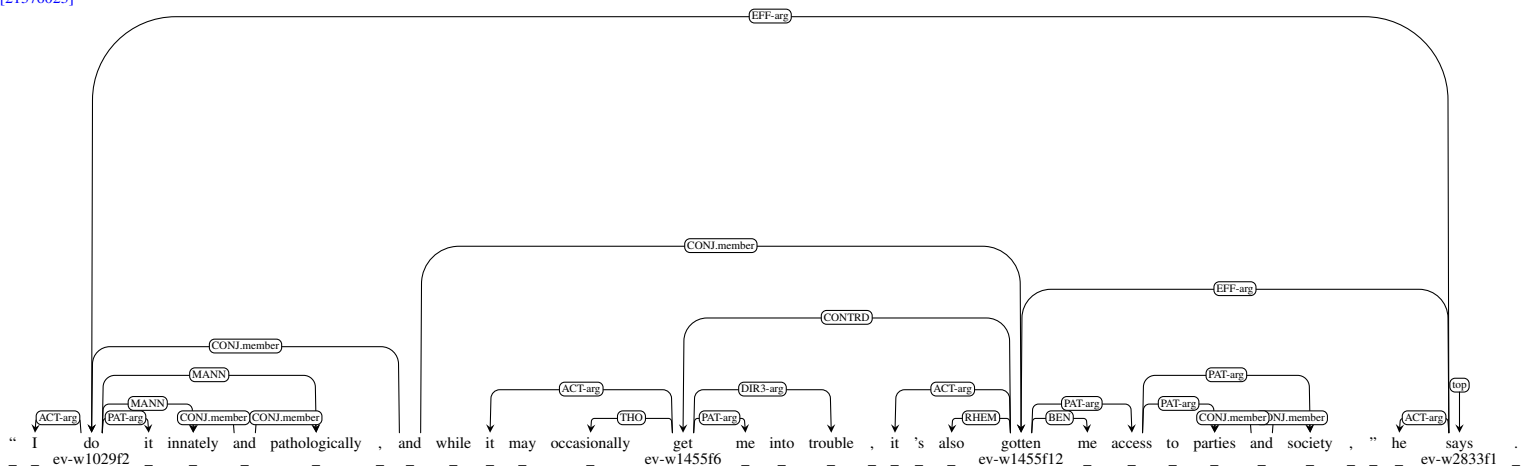 EFF-arg
CONJ.member
EFF-arg
CONTRD
CONJ.member
MANN PAT-arg
top
ACT-arg DIR3-arg ACT-arg
MANN PAT-arg PAT-arg
ACT-arg PAT-arg CONJ.member CONJ.member THO PAT-arg RHEM BEN CONJ.member ACT-arg
“ I do it innately and pathologically , and while it may occasionally get me into trouble , it ’s also gotten me access to parties and society , ” he says .
_ _ ev-w1029f2 _ _ _ _ _ _ _ _ _ _ ev-w1455f6 _ _ _ _ _ _ _ ev-w1455f12 _ _ _ _ _ _ _ _ _ ev-w2833f1 _